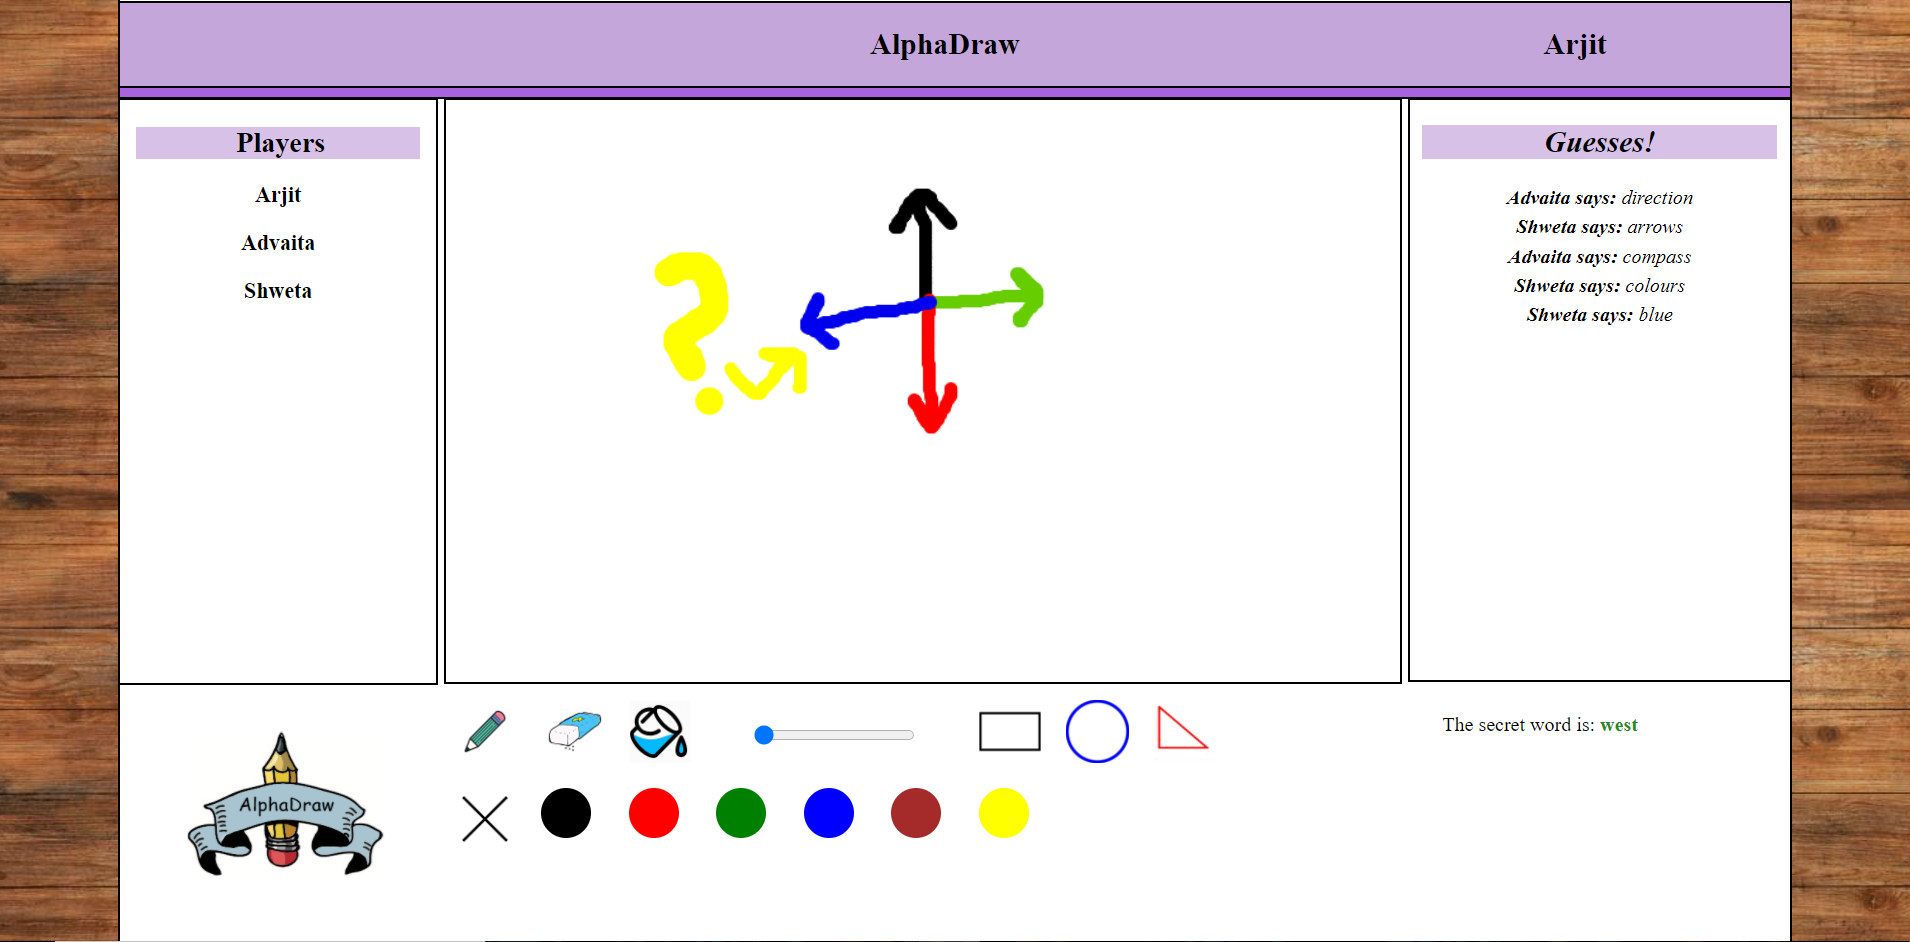 AlphaDraw
Arjit
Players
Arjit
Advaita
Shweta
?
Guesses!
Advaita says: direction
Shweta says: arrows
Advaita says: compass
Shweta says: colours
Shweta says: blue
AlphaDraw
The secret word is: west